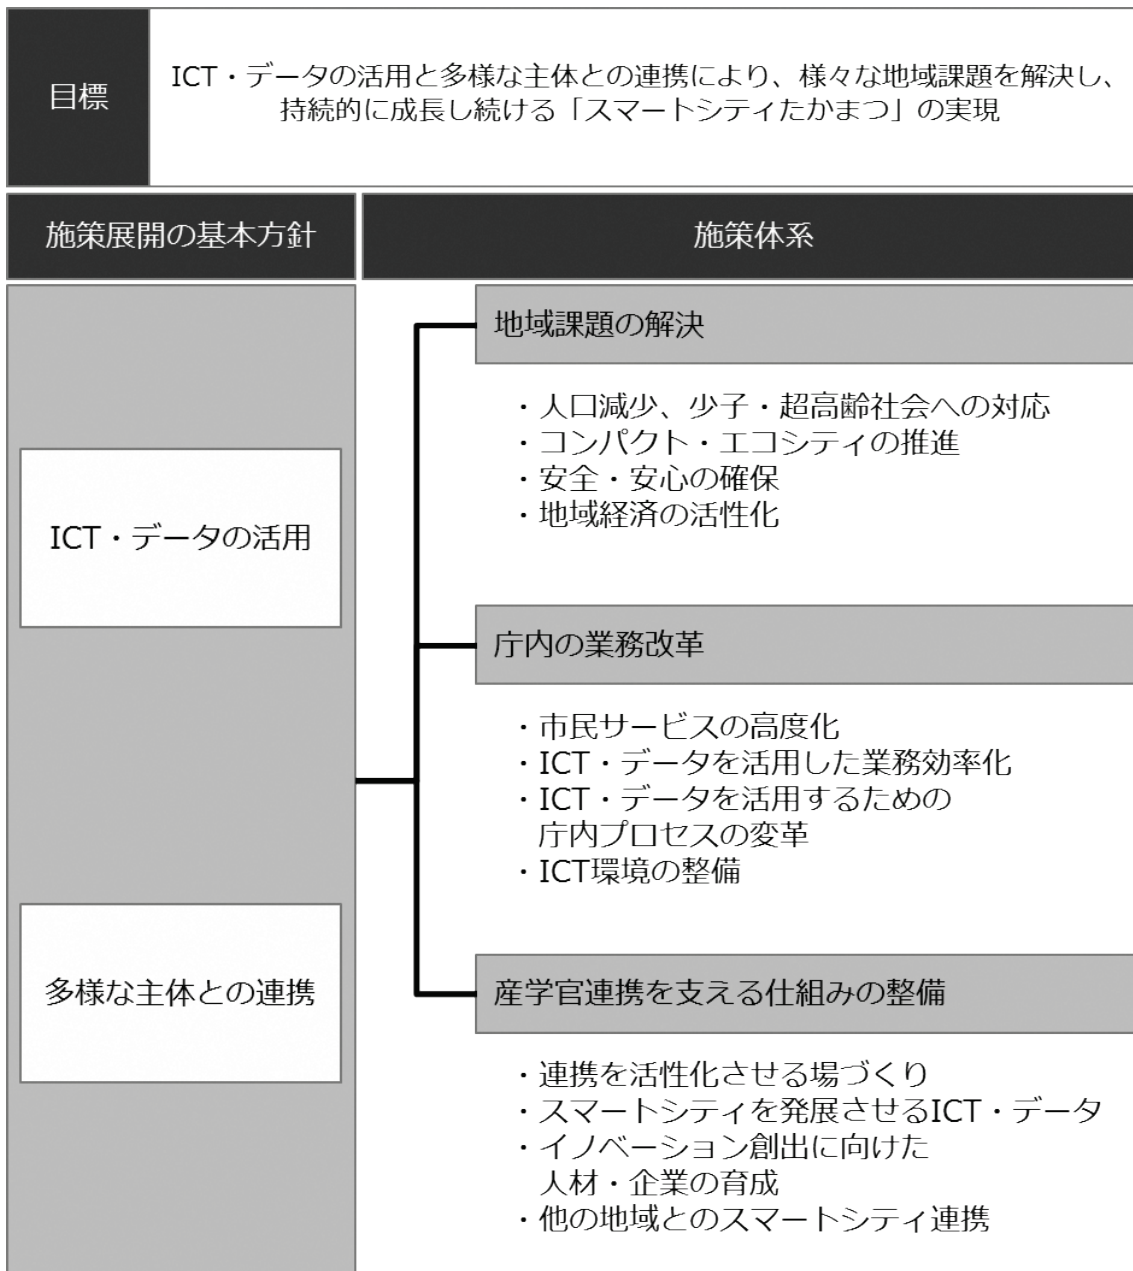 目標
ICT・データの活用と多様な主体との連携により、様々な地域課題を解決し、
持続的に成長し続ける「スマートシティたかまつ」の実現
施策展開の基本方針
施策体系
ICT・データの活用
多様な主体との連携
地域課題の解決
・人口減少、少子・超高齢社会への対応
・コンパクト・エコシティの推進
・安全・安心の確保
・地域経済の活性化
庁内の業務改革
・市民サービスの高度化
・ICT・データを活用した業務効率化
・ICT・データを活用するための
庁内プロセスの変革
・ICT環境の整備
産学官連携を支える仕組みの整備
・連携を活性化させる場づくり
・スマートシティを発展させるICT・データ
・イノベーション創出に向けた
人材・企業の育成
・他の地域とのスマートシティ連携